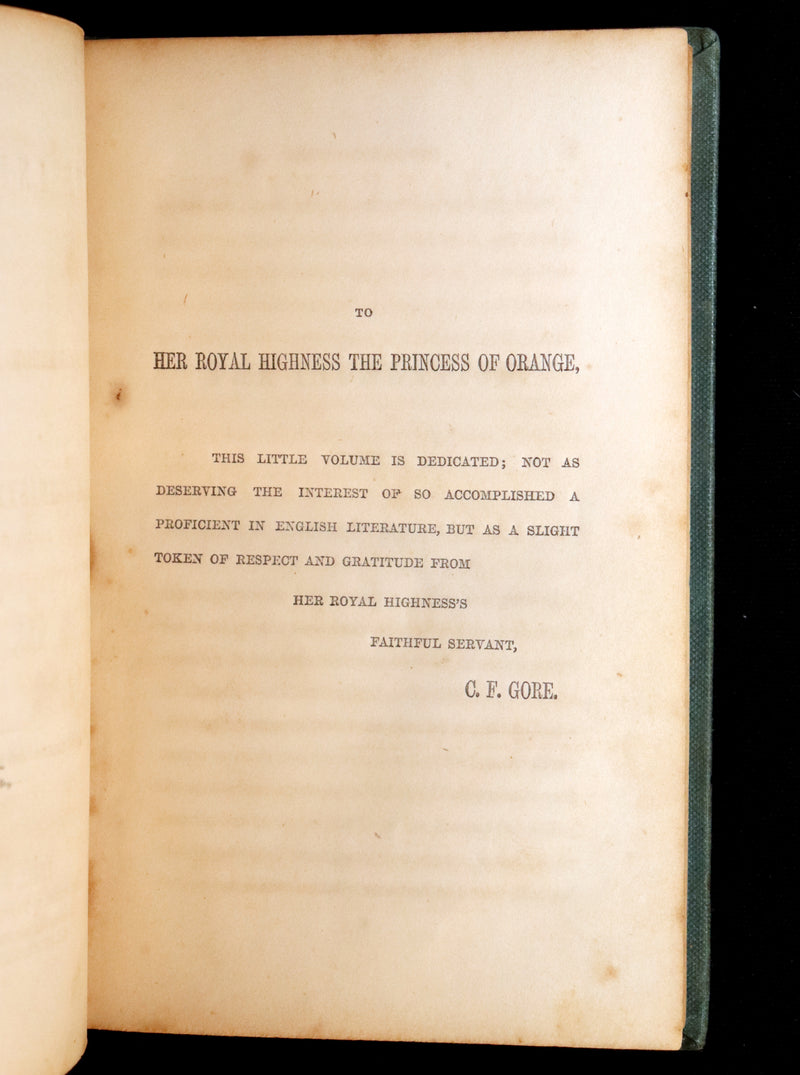 TO
HER ROYAL HIGHNESS THE PRINCESS OF ORANGE,
THIS LITTLE VOLUME IS DEDICATED; NOT AS
DESERVING THE INTEREST OF SO ACCOMPLISHED A
PROFICIENT IN ENGLISH LITERATURE, BUT AS A SLIGHT
TOKEN OF RESPECT AND GRATITUDE FROM
HER ROYAL HIGHNESS'S
FAITHFUL SERVANT,
C. F. GORE.